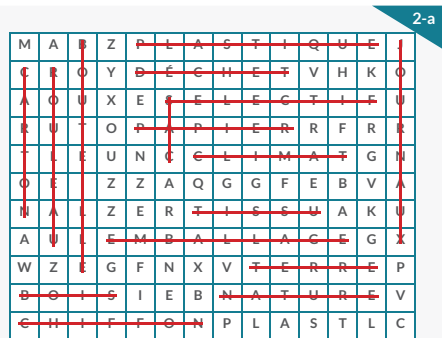 2-a
M A B Z P L A S T I Q U E J
C R O Y D É C H E T V H K O
A O U X E S E L E C T I F U
R U T O P A P I E R R F R R
T L E U N C C L I M A T G N
O E I Z Z A Q G G F E B V A
N A L Z E R T I S S U A K U
A U L E M B A L L A G E G X
W Z E G F N X V T E R R E P
B O I S I E B N A T U R E V
C H I F F O N P L A S T L C